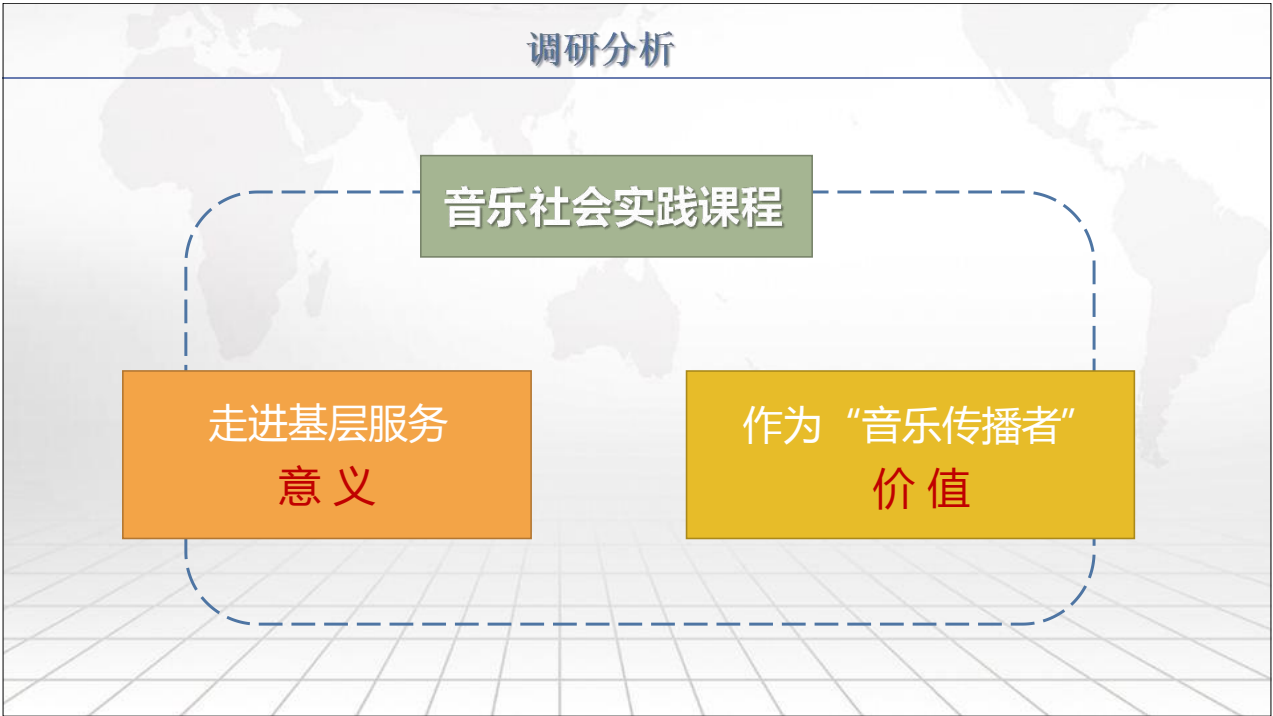 调研分析
音乐社会实践课程
走进基层服务
意 义
作为“音乐传播者”
价 值